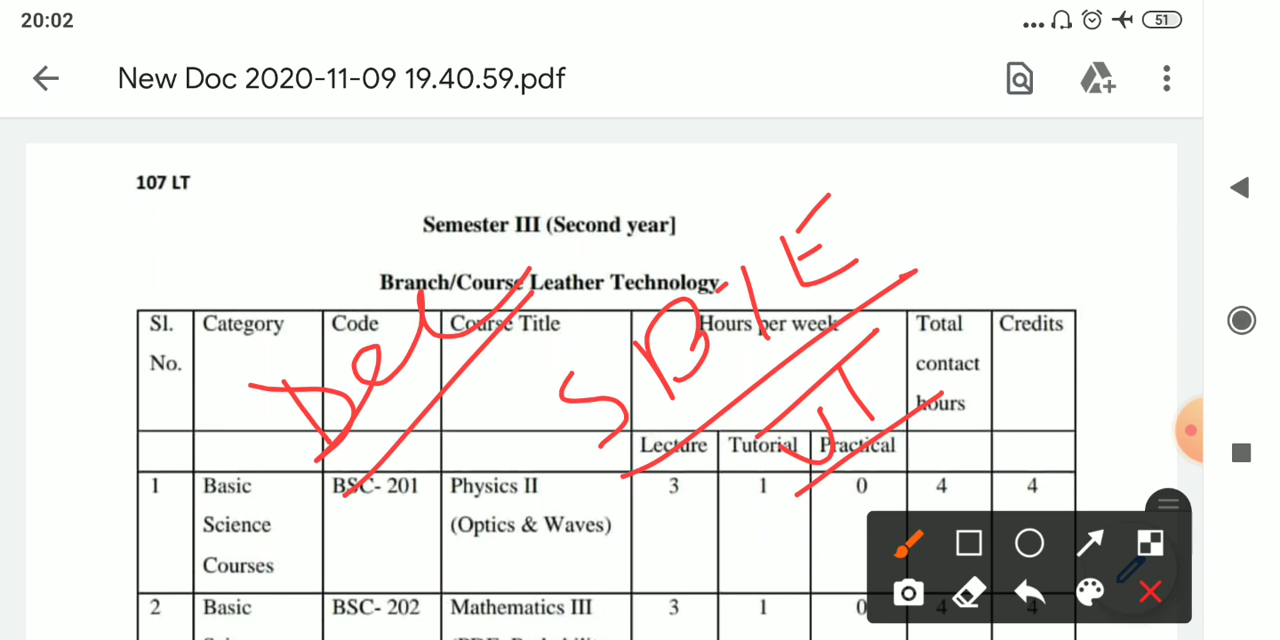 20:02
51
New Doc 2020-11-09 19.40.59.pdf
107 LT
Semester III (Second year]
Branch/Course Leather Technology
Sl. No. Category Code Course Title Hours per week Total contact hours Credits
Lecture Tutorial Practical
1 Basic Science Courses BSC- 201 Physics II (Optics & Waves) 3 1 0 4 4
2 Basic BSC- 202 Mathematics III 3 1 0 4 4
SBTE